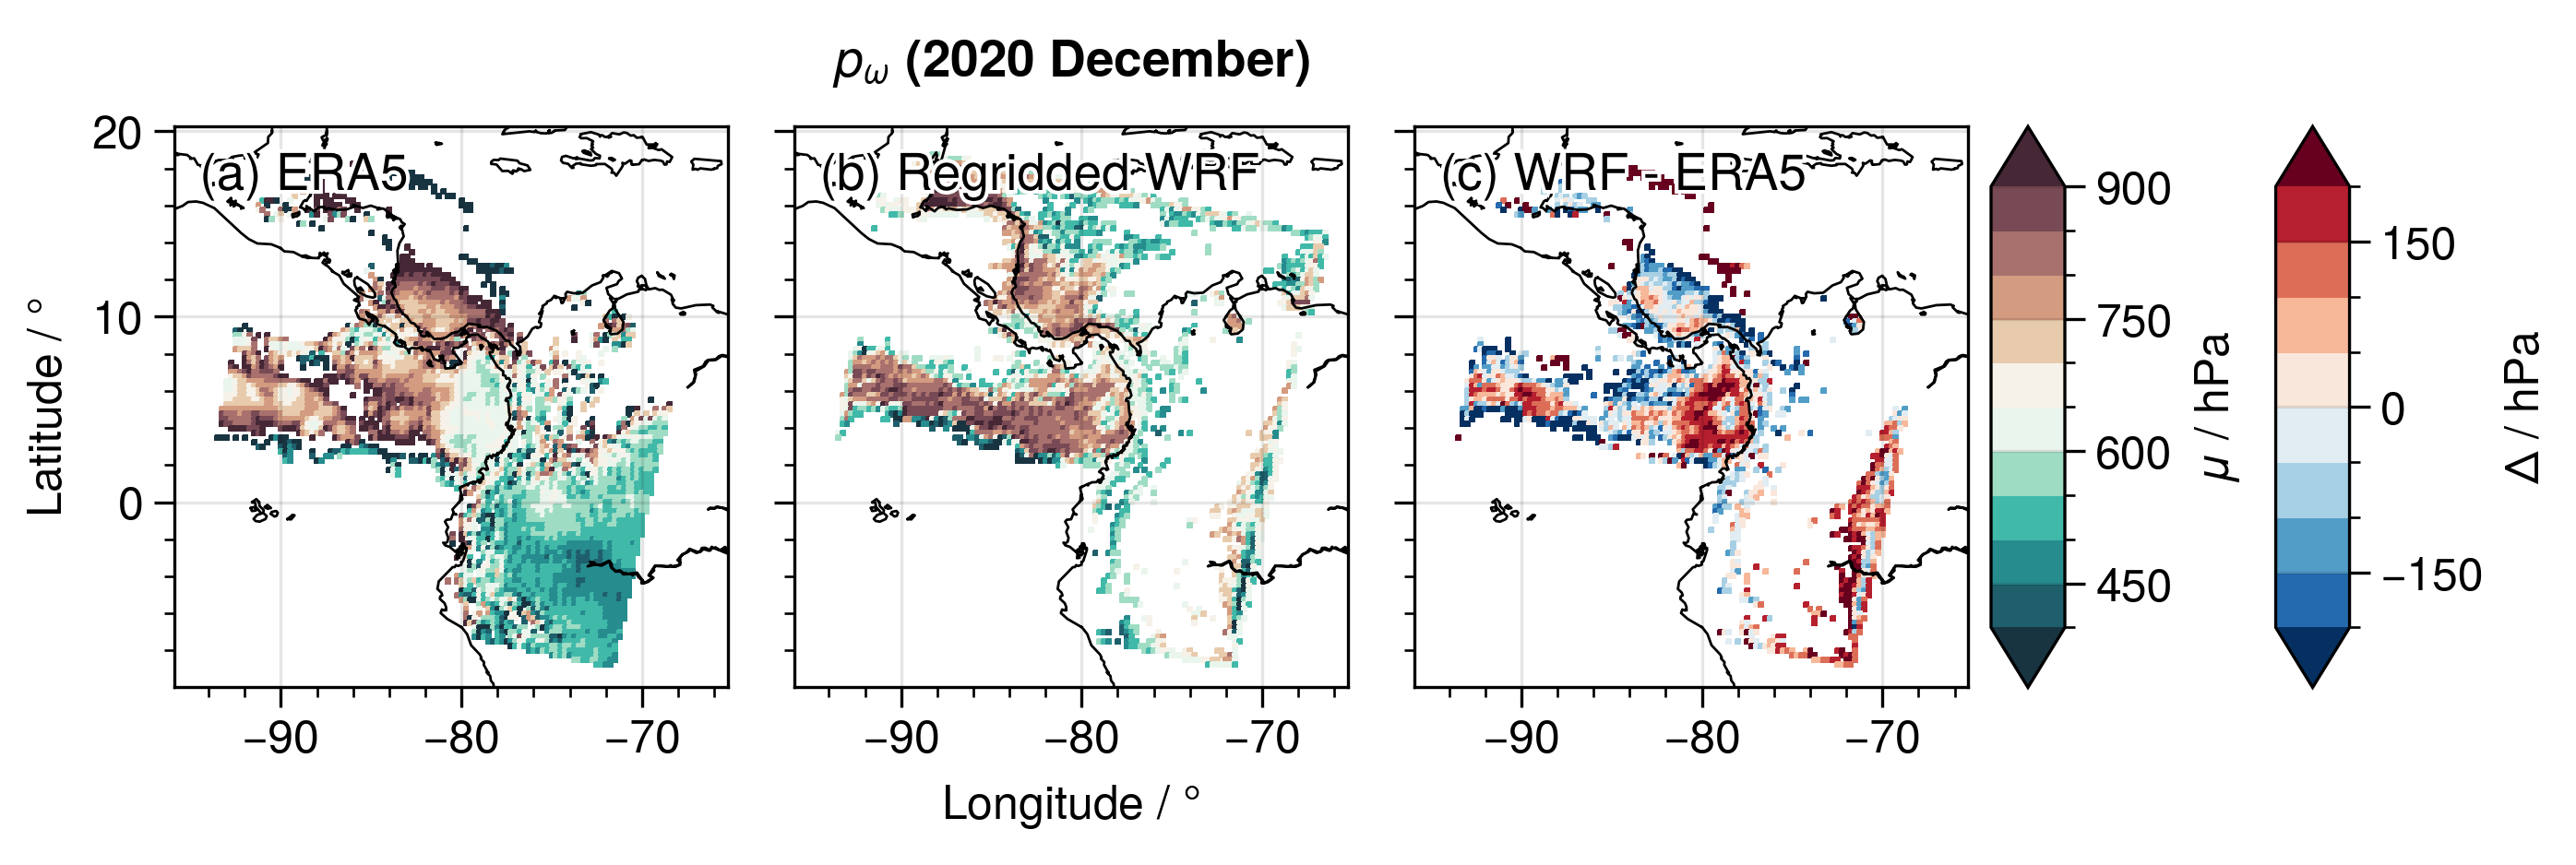 p_ω (2020 December)
(a) ERA5
(b) Regridded WRF
(c) WRF - ERA5
20
10
0
Latitude / °
−90
−80
−70
−90
−80
−70
−90
−80
−70
Longitude / °
900
750
600
450
μ / hPa
150
0
−150
Δ / hPa